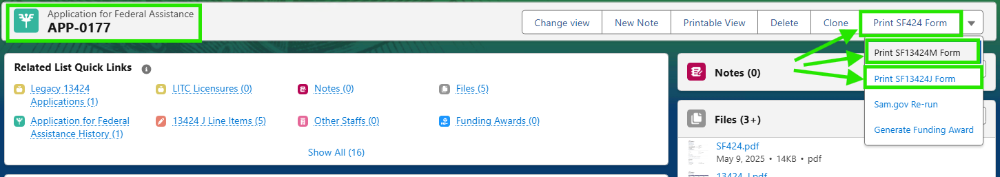 Application for Federal Assistance
APP-0177
Change view
New Note
Printable View
Delete
Clone
Print SF424 Form
Print SF13424M Form
Print SF13424J Form
Sam.gov Re-run
Generate Funding Award
Related List Quick Links
Legacy 13424
Applications (1)
LITC Licensures (0)
Notes (0)
Files (5)
Application for Federal
Assistance History (1)
13424 J Line Items (5)
Other Staffs (0)
Funding Awards (0)
Show All (16)
Notes (0)
Files (3+)
SF424.pdf
May 9, 2025 • 14KB • pdf
13424_J.pdf